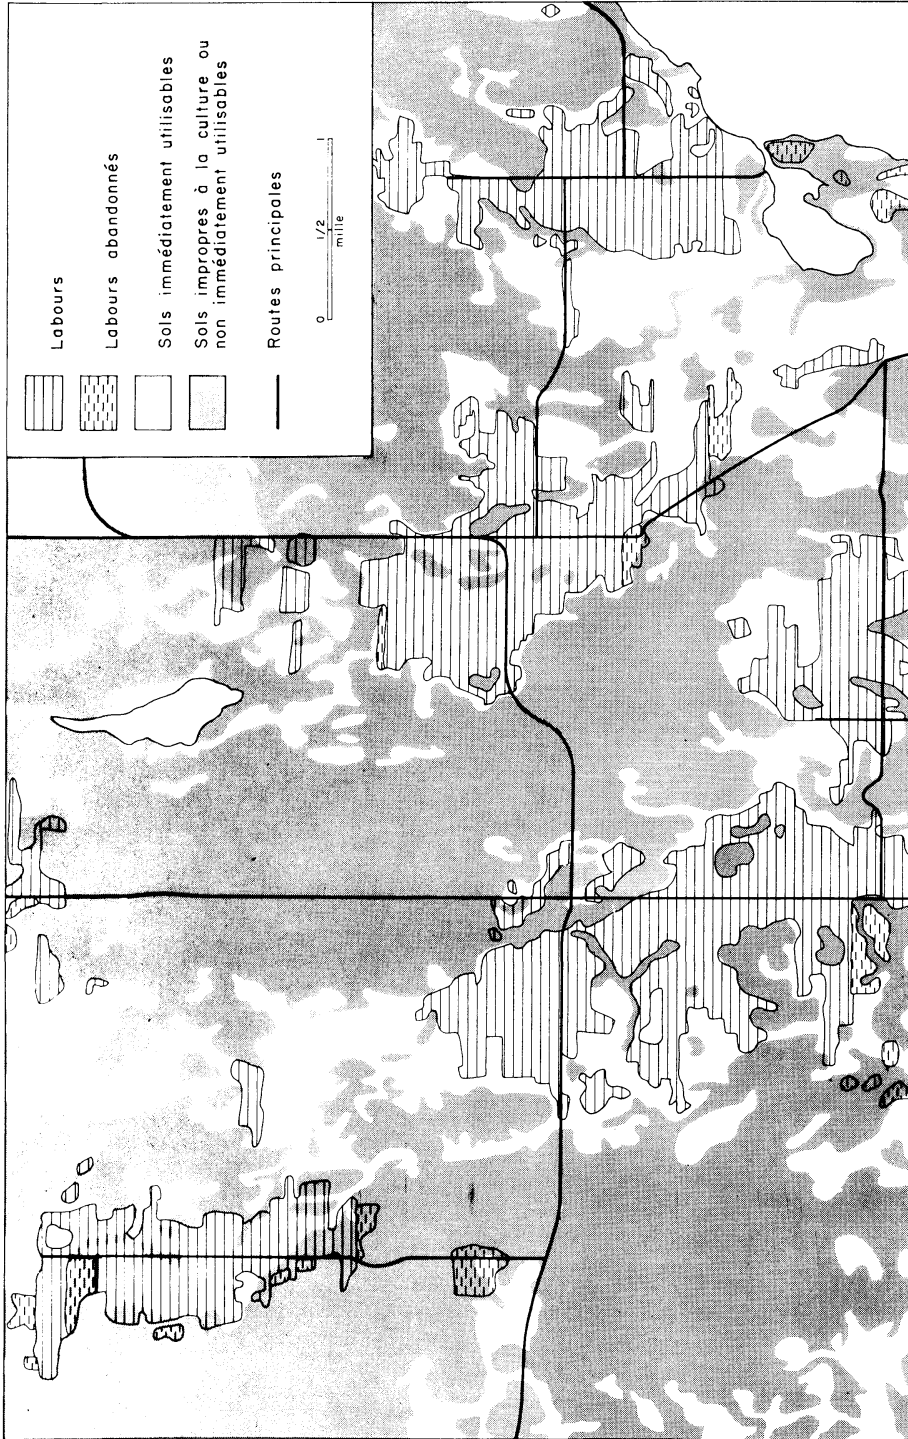 Labours
Labours abandonnés
Sols immédiatement utilisables
Sols impropres à la culture ou
non immédiatement utilisables
Routes principales
0 1/2 1
mille